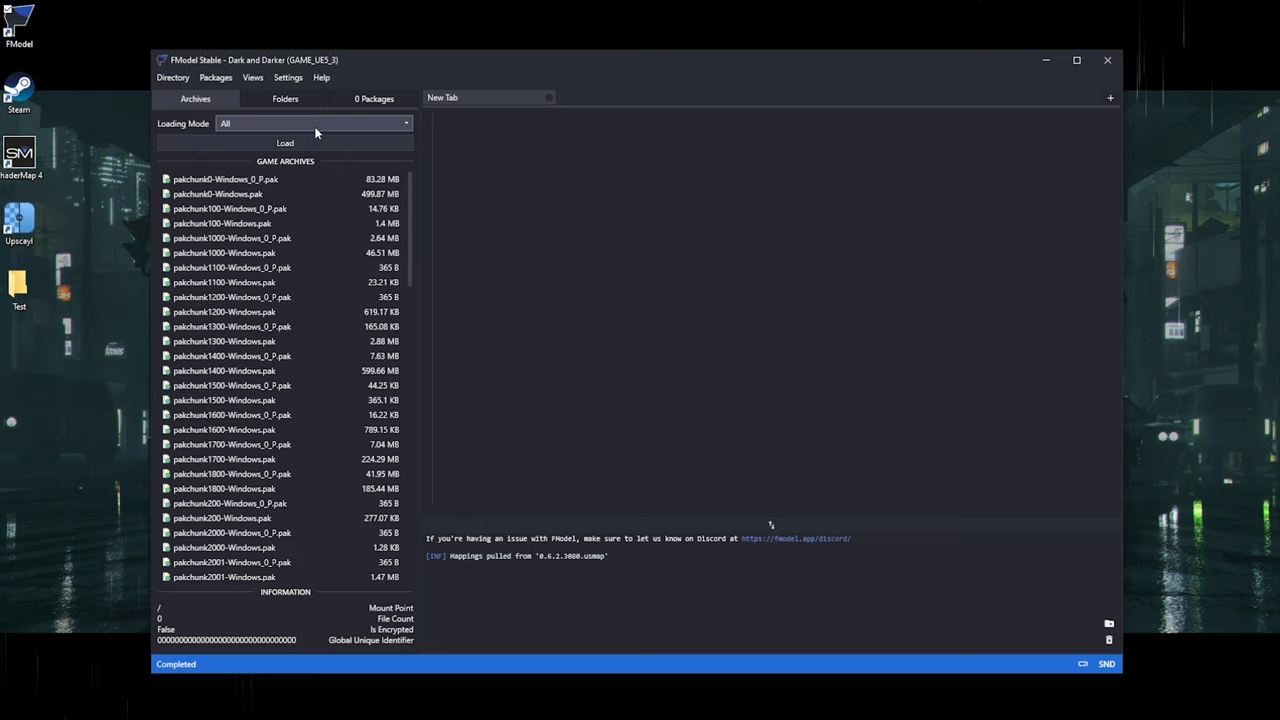 FModel
Steam
haderMap 4
Upscayl
Test
FModel Stable - Dark and Darker (GAME_UE5_3)
Directory Packages Views Settings Help
Archives Folders 0 Packages
Loading Mode All
Load
GAME ARCHIVES
pakchunk0-Windows_0_P.pak 83.28 MB
pakchunk0-Windows.pak 499.87 MB
pakchunk100-Windows_0_P.pak 14.76 KB
pakchunk100-Windows.pak 1.4 MB
pakchunk1000-Windows_0_P.pak 2.64 MB
pakchunk1000-Windows.pak 46.51 MB
pakchunk1100-Windows_0_P.pak 365 B
pakchunk1100-Windows.pak 23.21 KB
pakchunk1200-Windows_0_P.pak 365 B
pakchunk1200-Windows.pak 619.17 KB
pakchunk1300-Windows_0_P.pak 165.08 KB
pakchunk1300-Windows.pak 2.88 MB
pakchunk1400-Windows_0_P.pak 7.63 MB
pakchunk1400-Windows.pak 599.66 MB
pakchunk1500-Windows_0_P.pak 44.25 KB
pakchunk1500-Windows.pak 365.1 KB
pakchunk1600-Windows_0_P.pak 16.22 KB
pakchunk1600-Windows.pak 789.15 KB
pakchunk1700-Windows_0_P.pak 7.04 MB
pakchunk1700-Windows.pak 224.29 MB
pakchunk1800-Windows_0_P.pak 41.95 MB
pakchunk1800-Windows.pak 185.44 MB
pakchunk200-Windows_0_P.pak 365 B
pakchunk200-Windows.pak 277.07 KB
pakchunk2000-Windows_0_P.pak 365 B
pakchunk2000-Windows.pak 1.28 KB
pakchunk2001-Windows_0_P.pak 365 B
pakchunk2001-Windows.pak 1.47 MB
INFORMATION
/ Mount Point
0 File Count
False Is Encrypted
00000000000000000000000000000000 Global Unique Identifier
New Tab
If you're having an issue with FModel, make sure to let us know on Discord at https://fmodel.app/discord/
[INF] Mappings pulled from '0.6.2.3080.usmap'
Completed SND